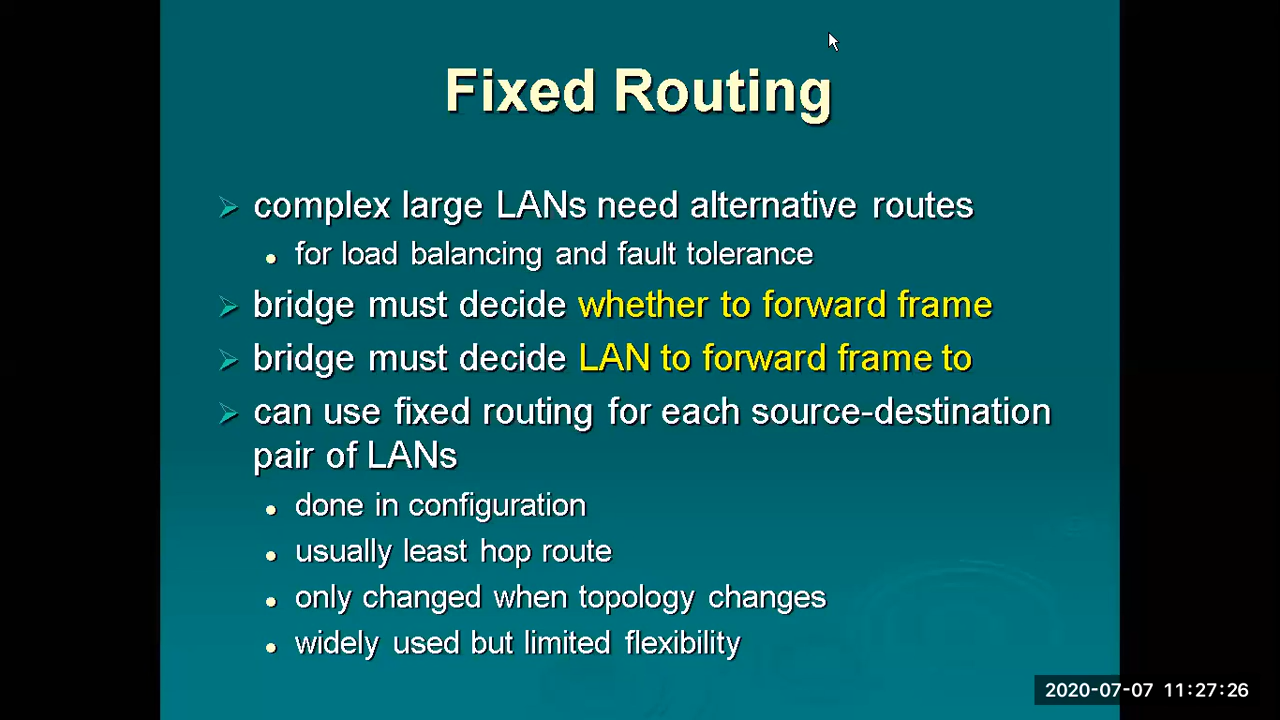 Fixed Routing
complex large LANs need alternative routes
for load balancing and fault tolerance
bridge must decide whether to forward frame
bridge must decide LAN to forward frame to
can use fixed routing for each source-destination
pair of LANs
done in configuration
usually least hop route
only changed when topology changes
widely used but limited flexibility
2020-07-07 11:27:26